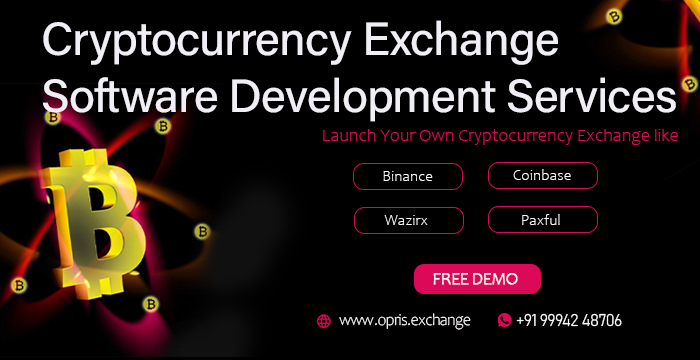 Cryptocurrency Exchange
Software Development Services
Launch Your Own Cryptocurrency Exchange like
Binance
Coinbase
Wazirx
Paxful
FREE DEMO
www.opris.exchange
+91 99942 48706